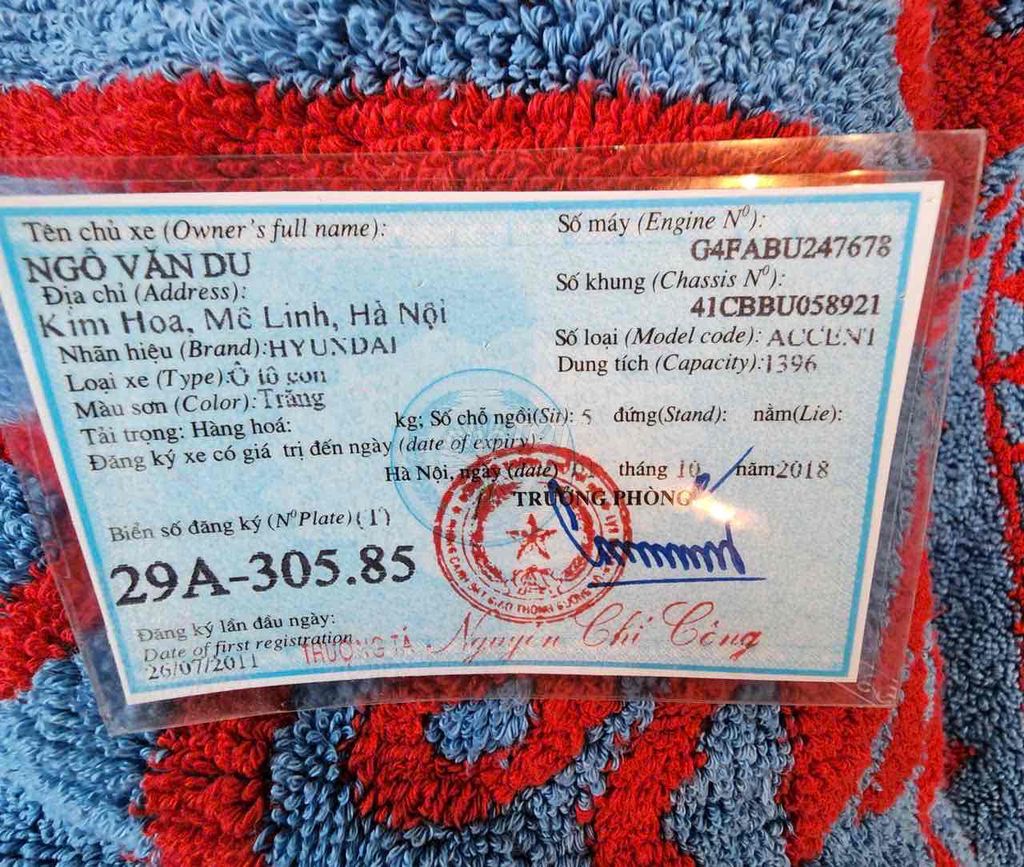 Tên chủ xe (Owner's full name):
NGÔ VĂN DU
Địa chỉ (Address):
Kim Hoa, Mê Linh, Hà Nội
Nhãn hiệu (Brand):HYUNDAI
Loại xe (Type):Ô tô con
Màu sơn (Color):Trắng
Tải trọng: Hàng hoá:
Số máy (Engine N⁰):
G4FABU247678
Số khung (Chassis N⁰):
41CBBU058921
Số loại (Model code): ACCENT
Dung tích (Capacity):1396
kg; Số chỗ ngồi(Sit): 5 đứng(Stand): nằm(Lie):
Đăng ký xe có giá trị đến ngày (date of expiry):
Hà Nội, ngày (date) 01 tháng 10 năm2018
TRƯỞNG PHÒNG
Biển số đăng ký (N⁰Plate)(T)
29A-305.85
Đăng ký lần đầu ngày:
Date of first registration
26/07/2011
THƯỢNG TÁ Nguyễn Chí Công